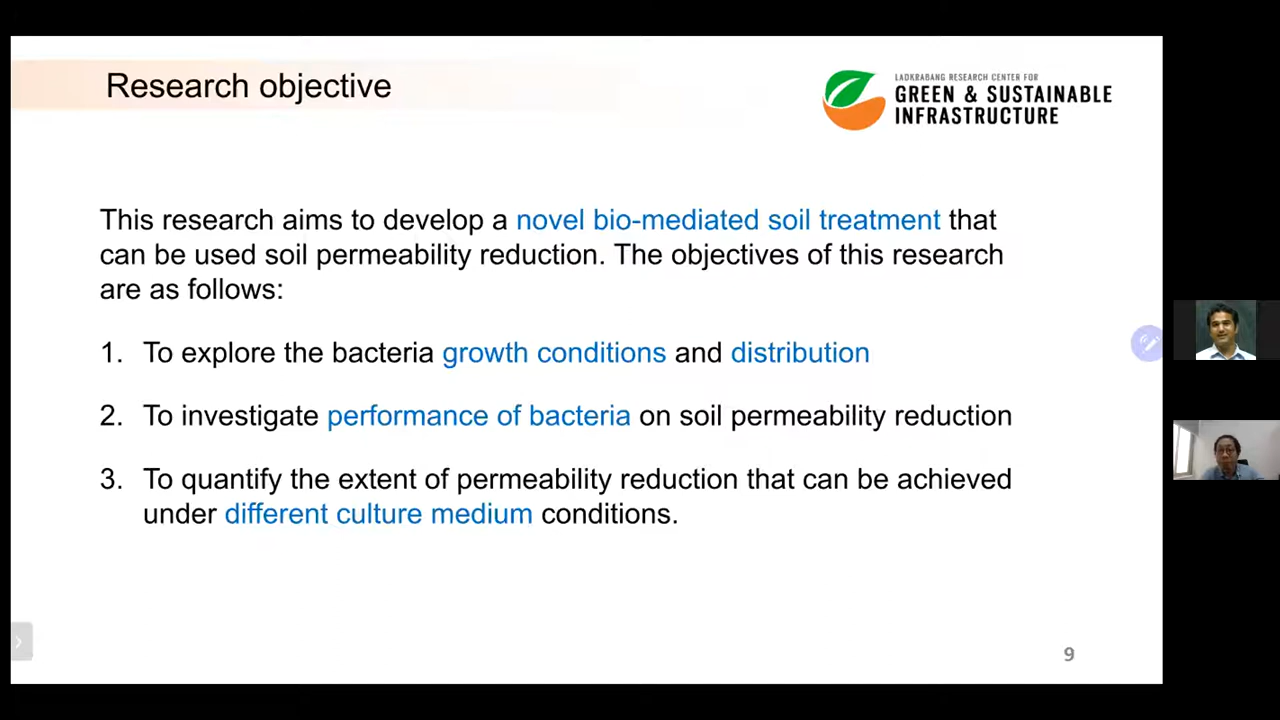 Research objective
LADKRABANG RESEARCH CENTER FOR
GREEN & SUSTAINABLE
INFRASTRUCTURE
This research aims to develop a novel bio-mediated soil treatment that
can be used soil permeability reduction. The objectives of this research
are as follows:
1. To explore the bacteria growth conditions and distribution
2. To investigate performance of bacteria on soil permeability reduction
3. To quantify the extent of permeability reduction that can be achieved
under different culture medium conditions.
9